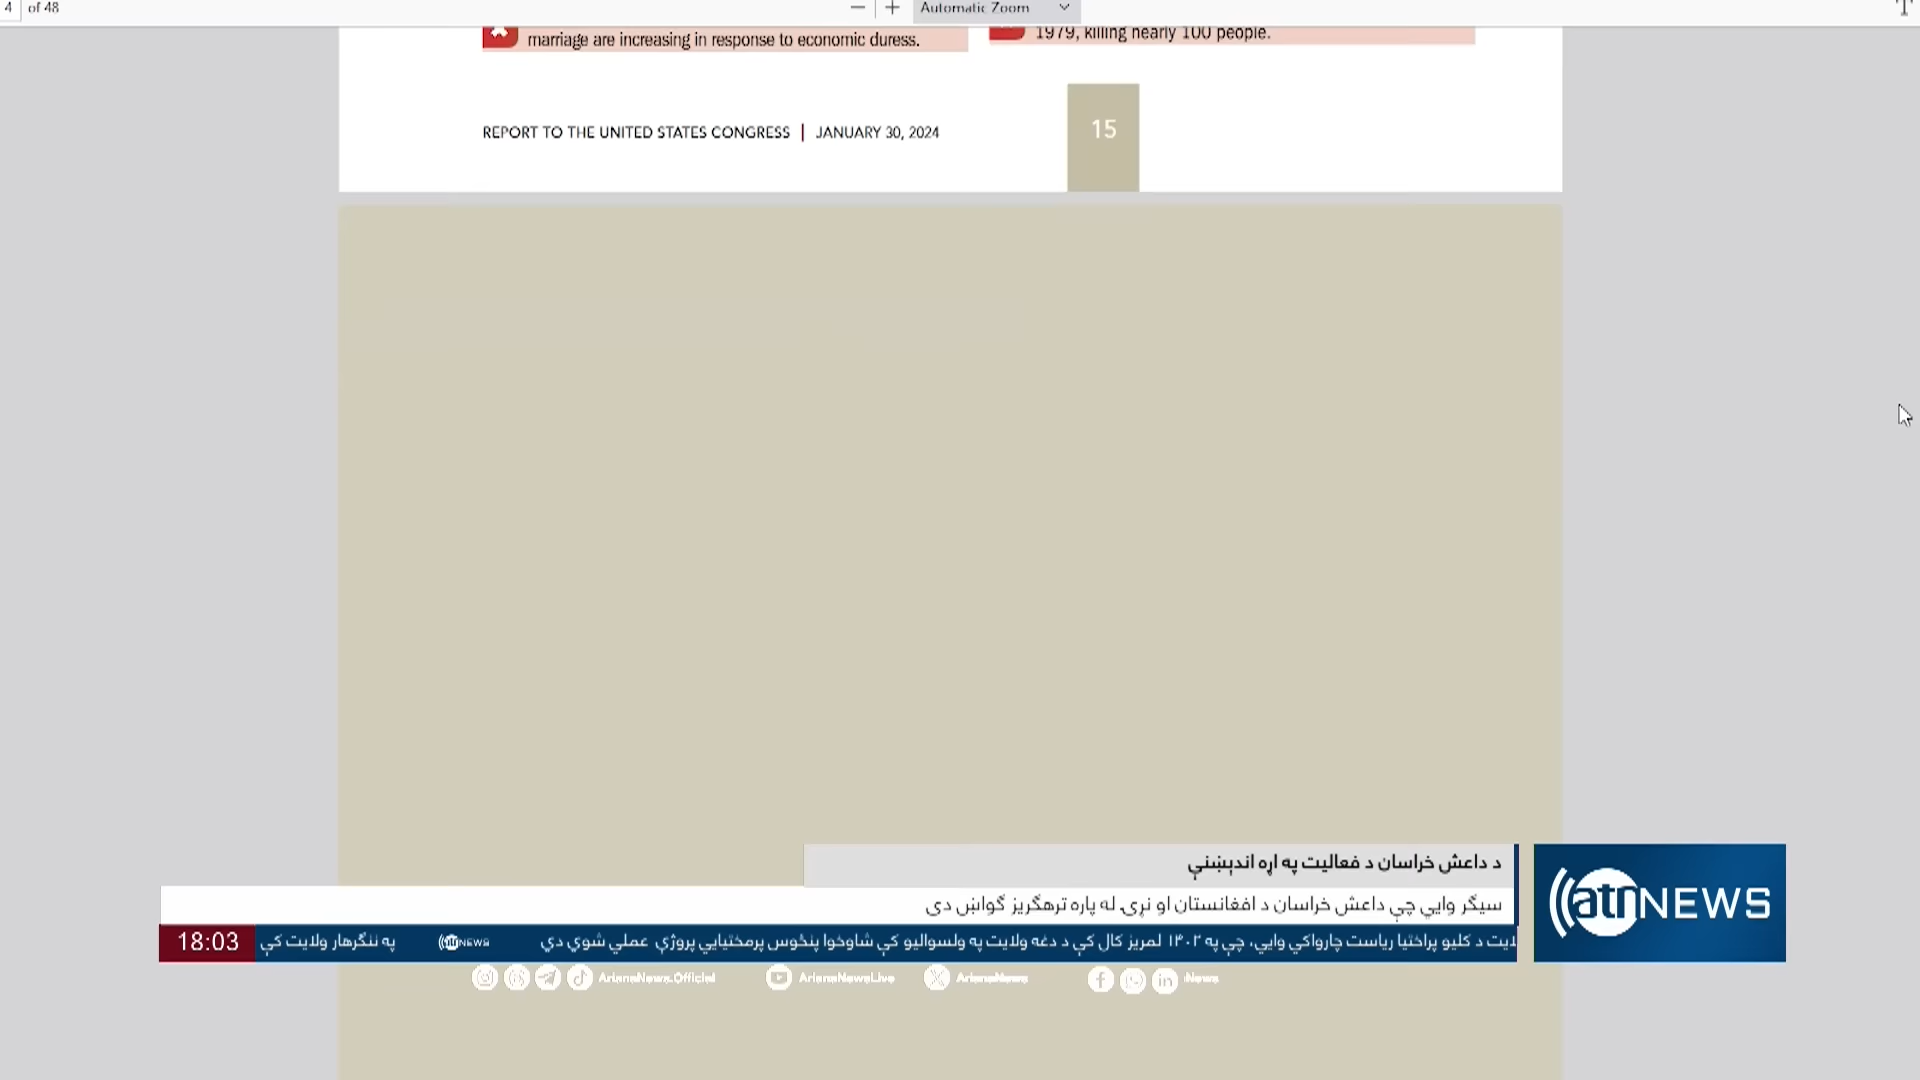 4 of 48
Automatic Zoom
marriage are increasing in response to economic duress.
1979, killing nearly 100 people.
REPORT TO THE UNITED STATES CONGRESS | JANUARY 30, 2024
15
د داعش خراسان د فعالیت په اړه اندېښنې
سیګر وايي چې داعش خراسان د افغانستان او نړۍ له پاره ترهګریز ګواښ دی
atn NEWS
18:03
لایت د کلیو پراختیا ریاست چارواکي وايي، چې په ۱۴۰۲ لمریز کال کې د دغه ولایت په ولسوالیو کې شاوخوا پنځوس پرمختیایي پروژې عملي شوي دي
atn NEWS
په ننګرهار ولایت کې
ArianaNews.Official
ArianaNewsLive
ArianaNews
iNews